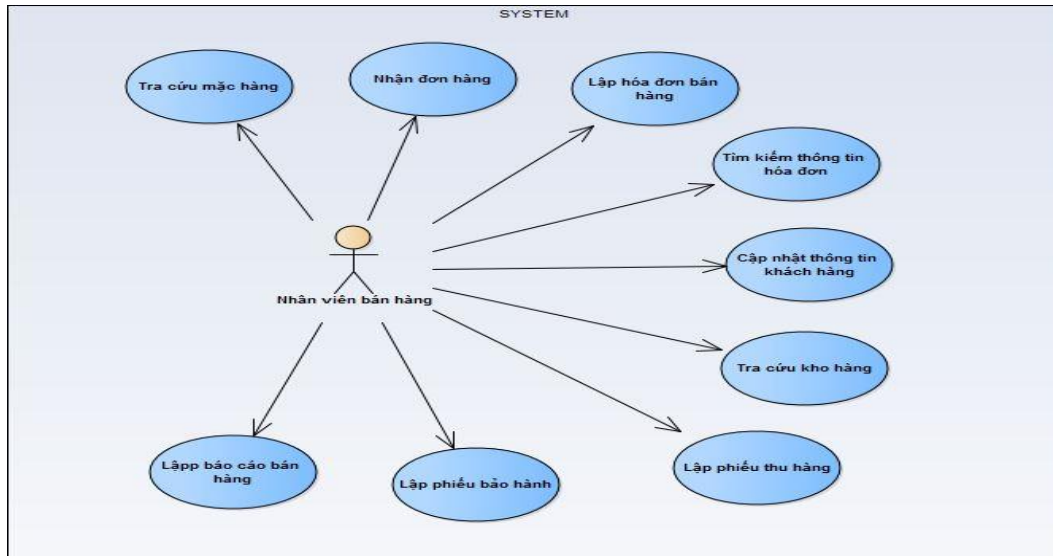 SYSTEM
Tra cứu mặc hàng
Nhận đơn hàng
Lập hóa đơn bán
hàng
Tìm kiếm thông tin
hóa đơn
Cập nhật thông tin
khách hàng
Nhân viên bán hàng
Tra cứu kho hàng
Lậpp báo cáo bán
hàng
Lập phiếu bảo hành
Lập phiếu thu hàng